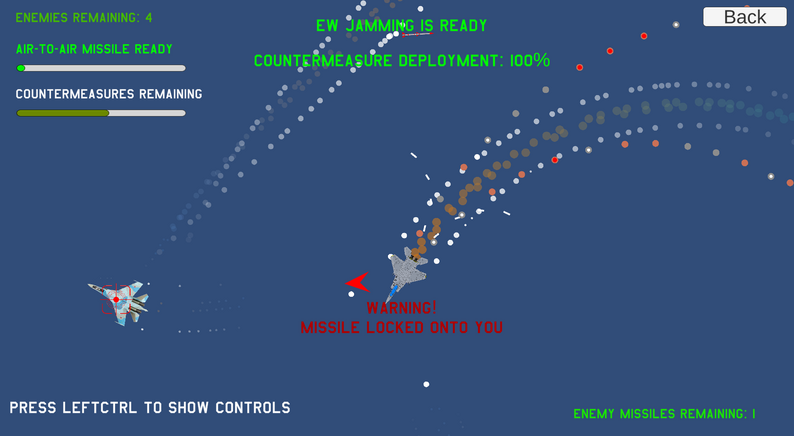 ENEMIES REMAINING: 4
EW JAMMING IS READY
Back
AIR-TO-AIR MISSILE READY
COUNTERMEASURE DEPLOYMENT: 100%
COUNTERMEASURES REMAINING
WARNING!
MISSILE LOCKED ONTO YOU
PRESS LEFTCTRL TO SHOW CONTROLS
ENEMY MISSILES REMAINING: 1